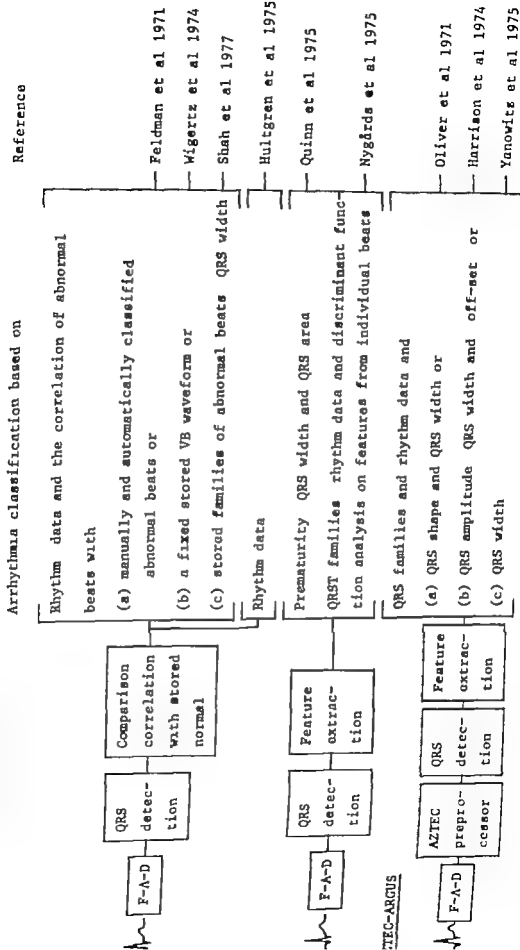 Arrhythmia classification based on
Reference
QRS
detec-
tion
F-A-D
Comparison
correlation
with stored
normal
Rhythm data and the correlation of abnormal
beats with
(a) manually and automatically classified
abnormal beats or
Feldman et al 1971
(b) a fixed stored VB waveform or
Wigertz et al 1974
(c) stored families of abnormal beats QRS width
Shah et al 1977
Rhythm data
Hultgren et al 1975
F-A-D
QRS
detec-
tion
Feature
extrac-
tion
Prematurity QRS width and QRS area
Quinn et al 1975
QRST families rhythm data and discriminant func-
tion analysis on features from individual beats
Nygårds et al 1975
TEC-ARGUS
F-A-D
AZTEC
prepro-
cessor
QRS
detec-
tion
Feature
extrac-
tion
QRS families and rhythm data and
(a) QRS shape and QRS width or
Oliver et al 1971
(b) QRS amplitude QRS width and off-set or
Harrison et al 1974
(c) QRS width
Yanowitz et al 1975